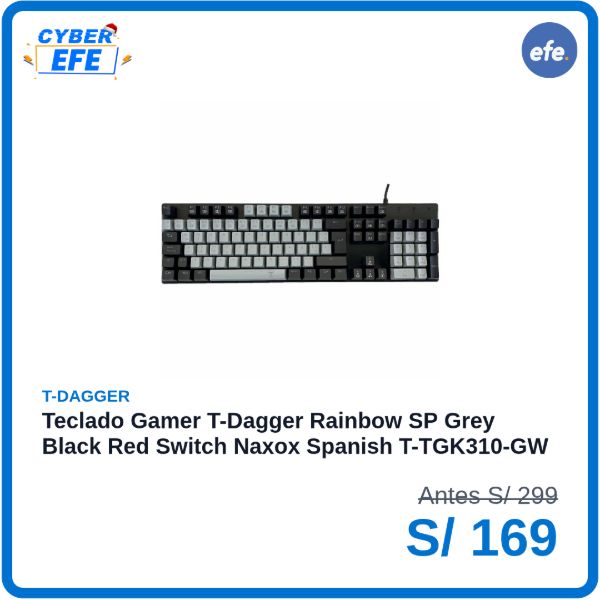 CYBER
EFE
efe.
T-DAGGER
Teclado Gamer T-Dagger Rainbow SP Grey
Black Red Switch Naxox Spanish T-TGK310-GW
Antes S/ 299
S/ 169